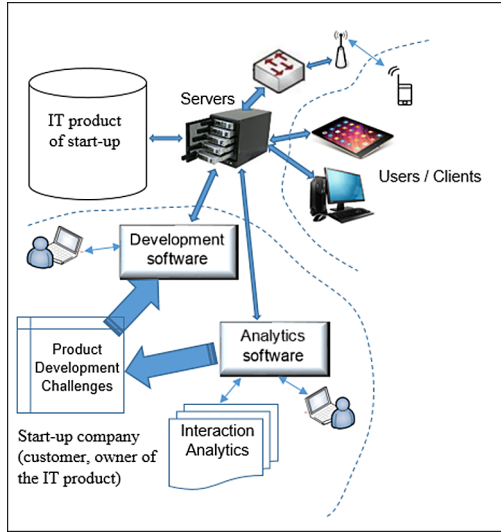 IT product
of start-up
Servers
Users / Clients
Development
software
Product
Development
Challenges
Analytics
software
Interaction
Analytics
Start-up company
(customer, owner of
the IT product)